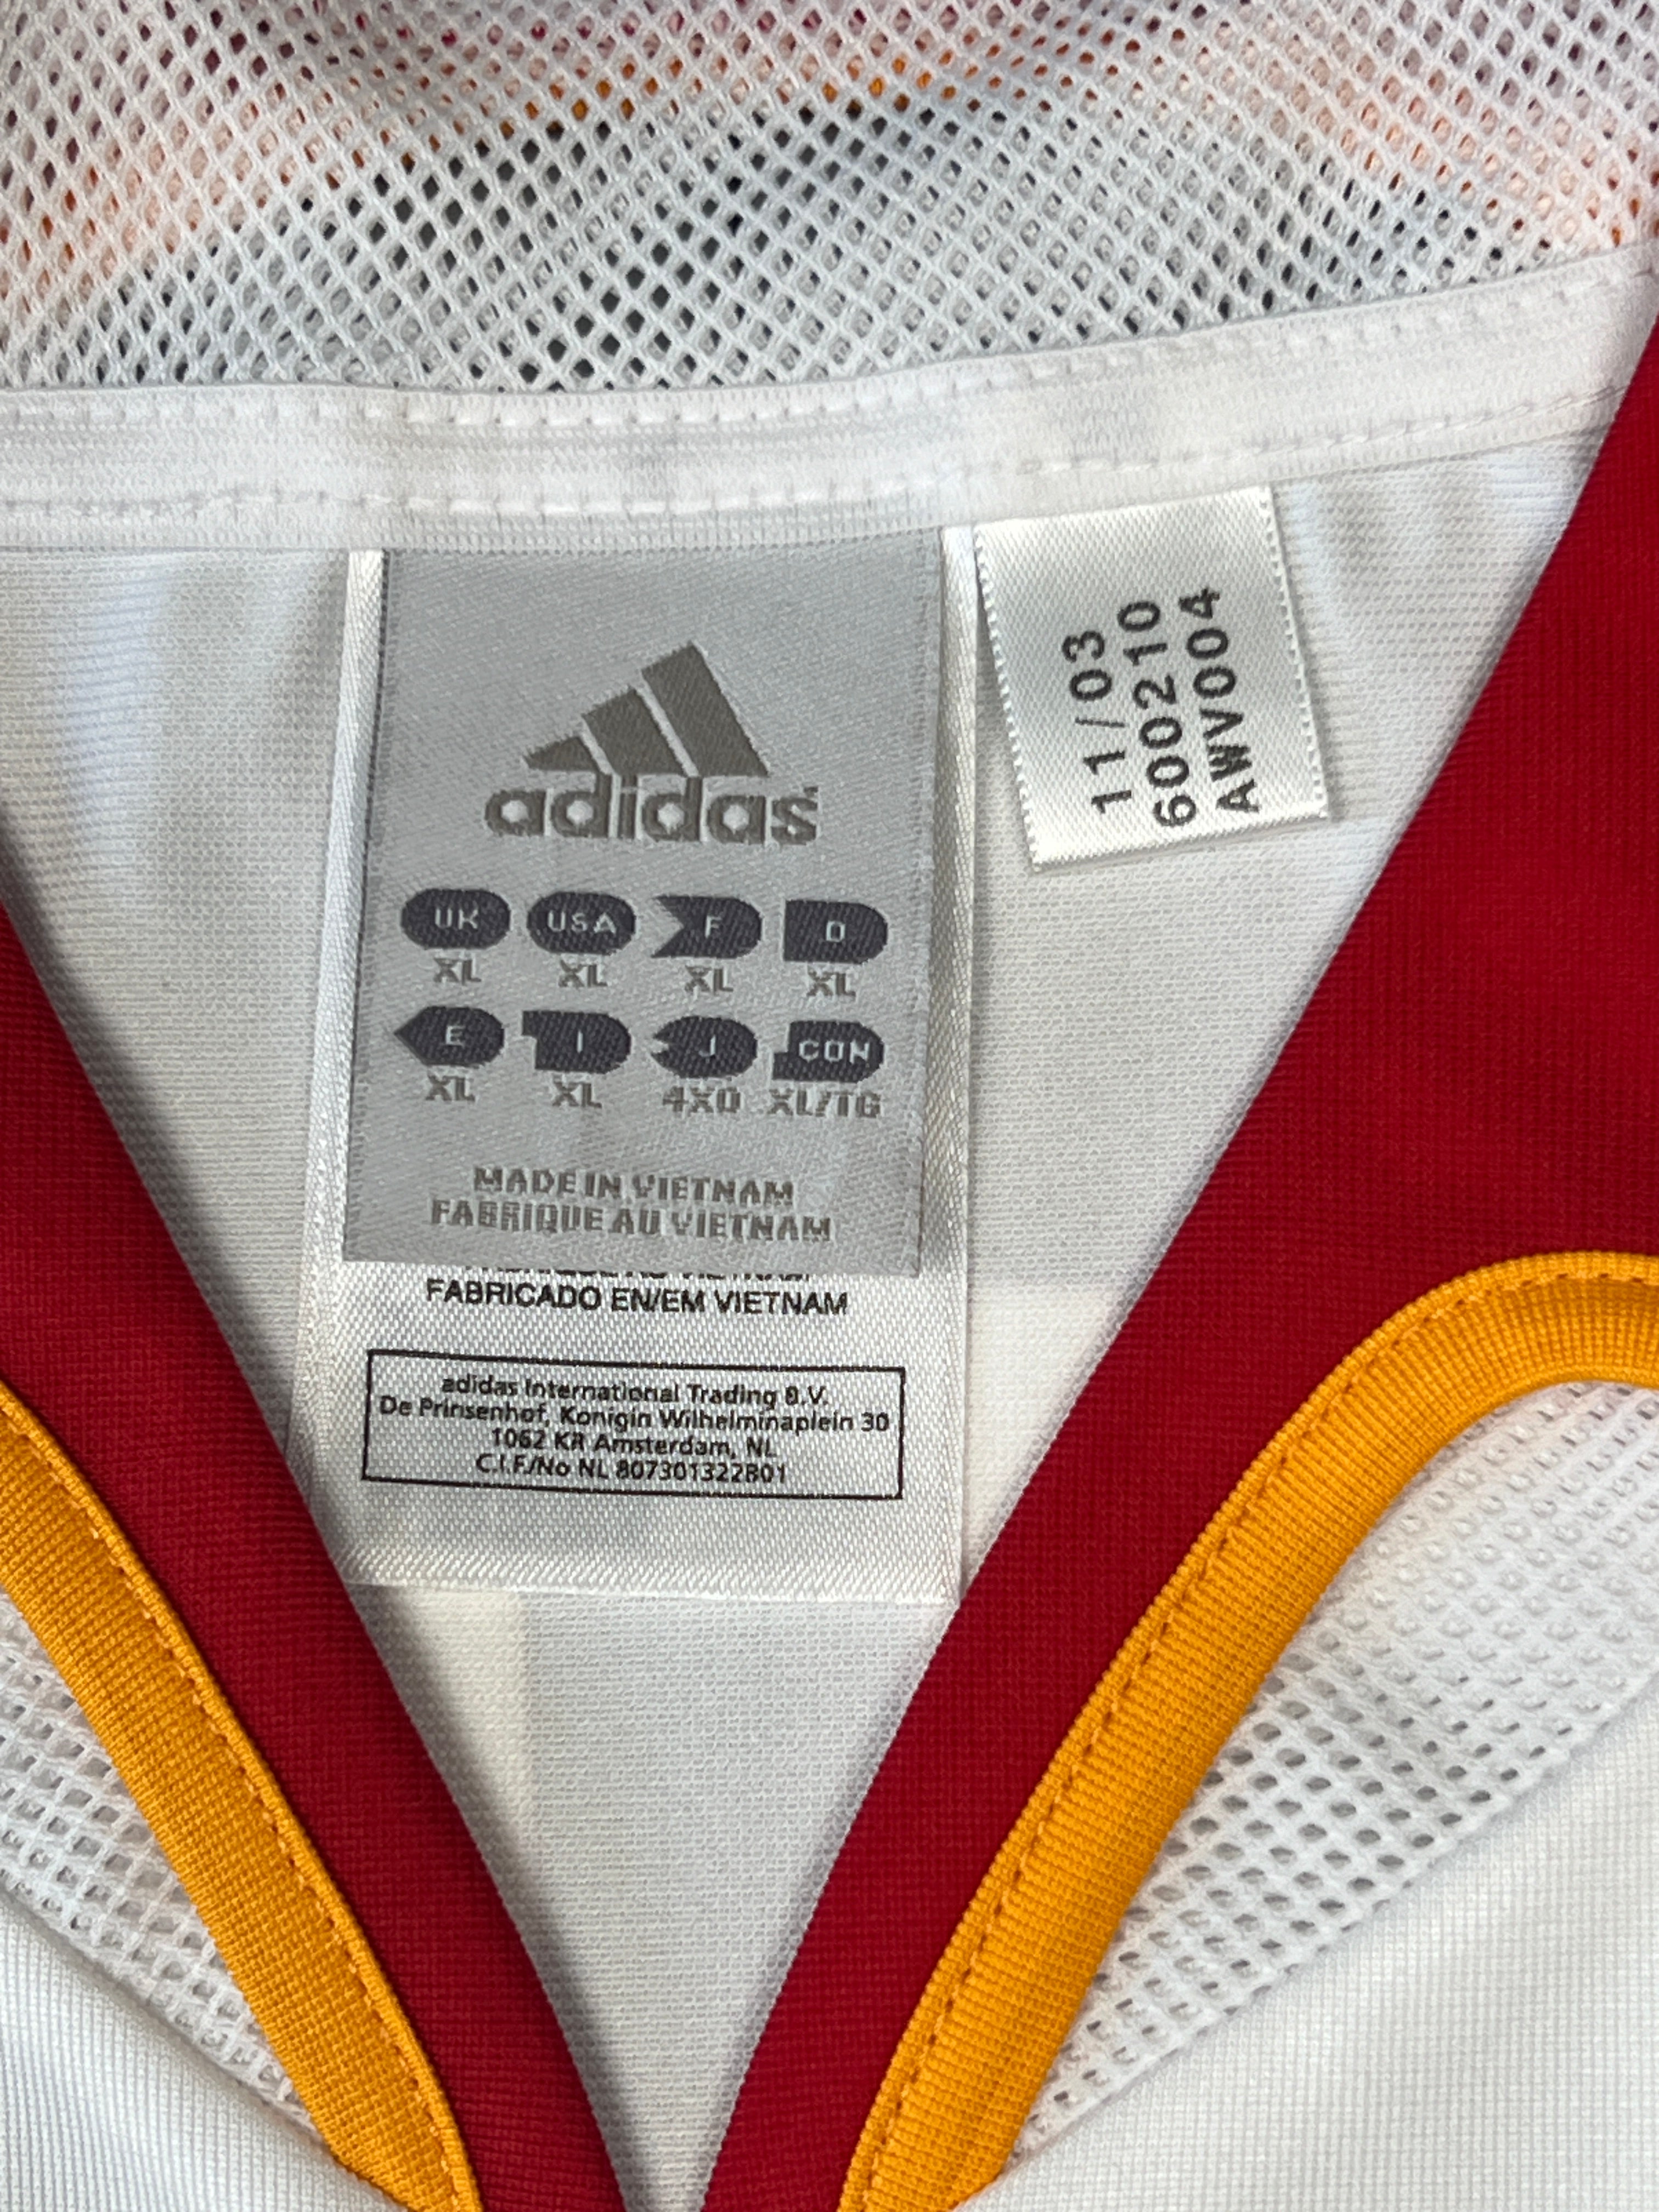 adidas
UK USA F D
XL XL XL XL
E I J CON
XL XL 4XO XL/TG
MADE IN VIETNAM
FABRIQUE AU VIETNAM
FABRICADO EN/EM VIETNAM
adidas International Trading B.V.
De Prinsenhof, Konigin Wilhelminaplein 30
1062 KR Amsterdam, NL
C.I.F./No NL 807301322B01
11/03
600210
AWV004